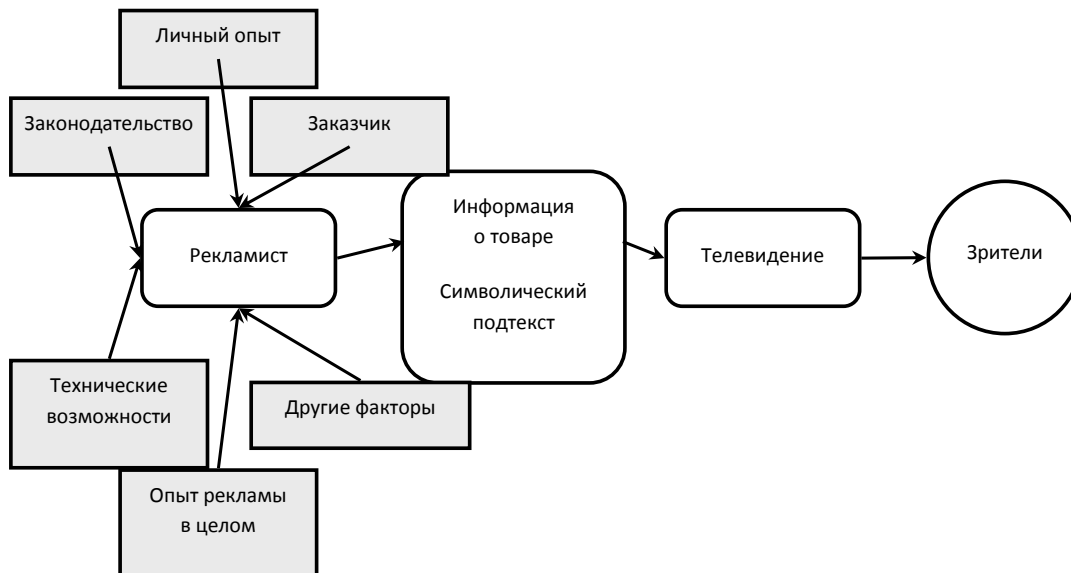 Личный опыт
Законодательство
Заказчик
Информация
о товаре
Рекламист
Телевидение
Зрители
Символический
подтекст
Технические
возможности
Другие факторы
Опыт рекламы
в целом